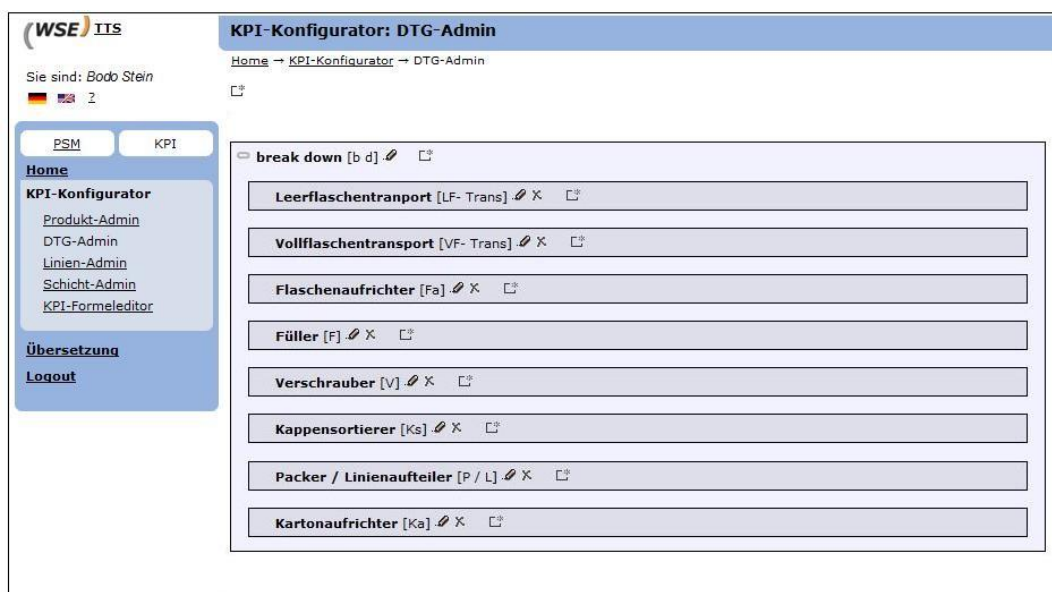 WSE TTS
Sie sind: Bodo Stein
?
PSM KPI
Home
KPI-Konfigurator
Produkt-Admin
DTG-Admin
Linien-Admin
Schicht-Admin
KPI-Formeleditor
Übersetzung
Logout
KPI-Konfigurator: DTG-Admin
Home → KPI-Konfigurator → DTG-Admin
break down [b d]
Leerflaschentranport [LF- Trans]
Vollflaschentransport [VF- Trans]
Flaschenaufrichter [Fa]
Füller [F]
Verschrauber [V]
Kappensortierer [Ks]
Packer / Linienaufteiler [P / L]
Kartonaufrichter [Ka]